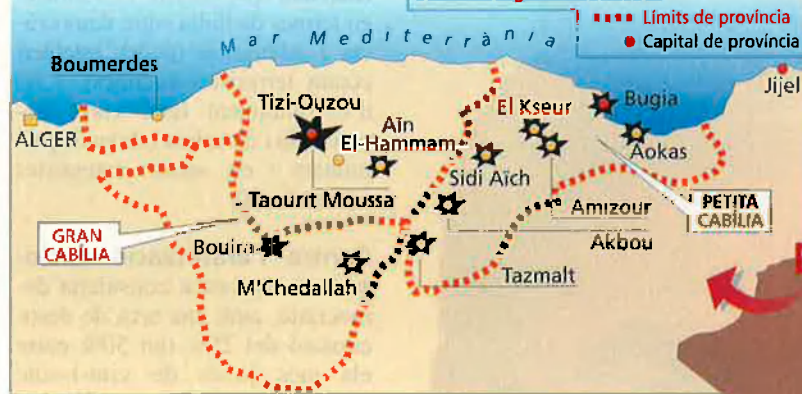 Límits de província
Capital de província
Mar Mediterrània
Boumerdes
ALGER
Tizi-Ouzou
Aïn
El-Hammam
El Kseur
Bugia
Jijel
Aokas
Sidi Aïch
Taourit Moussa
Amizour
PETITA
CABÍLIA
GRAN
CABÍLIA
Bouira
Akbou
M'Chedallah
Tazmalt